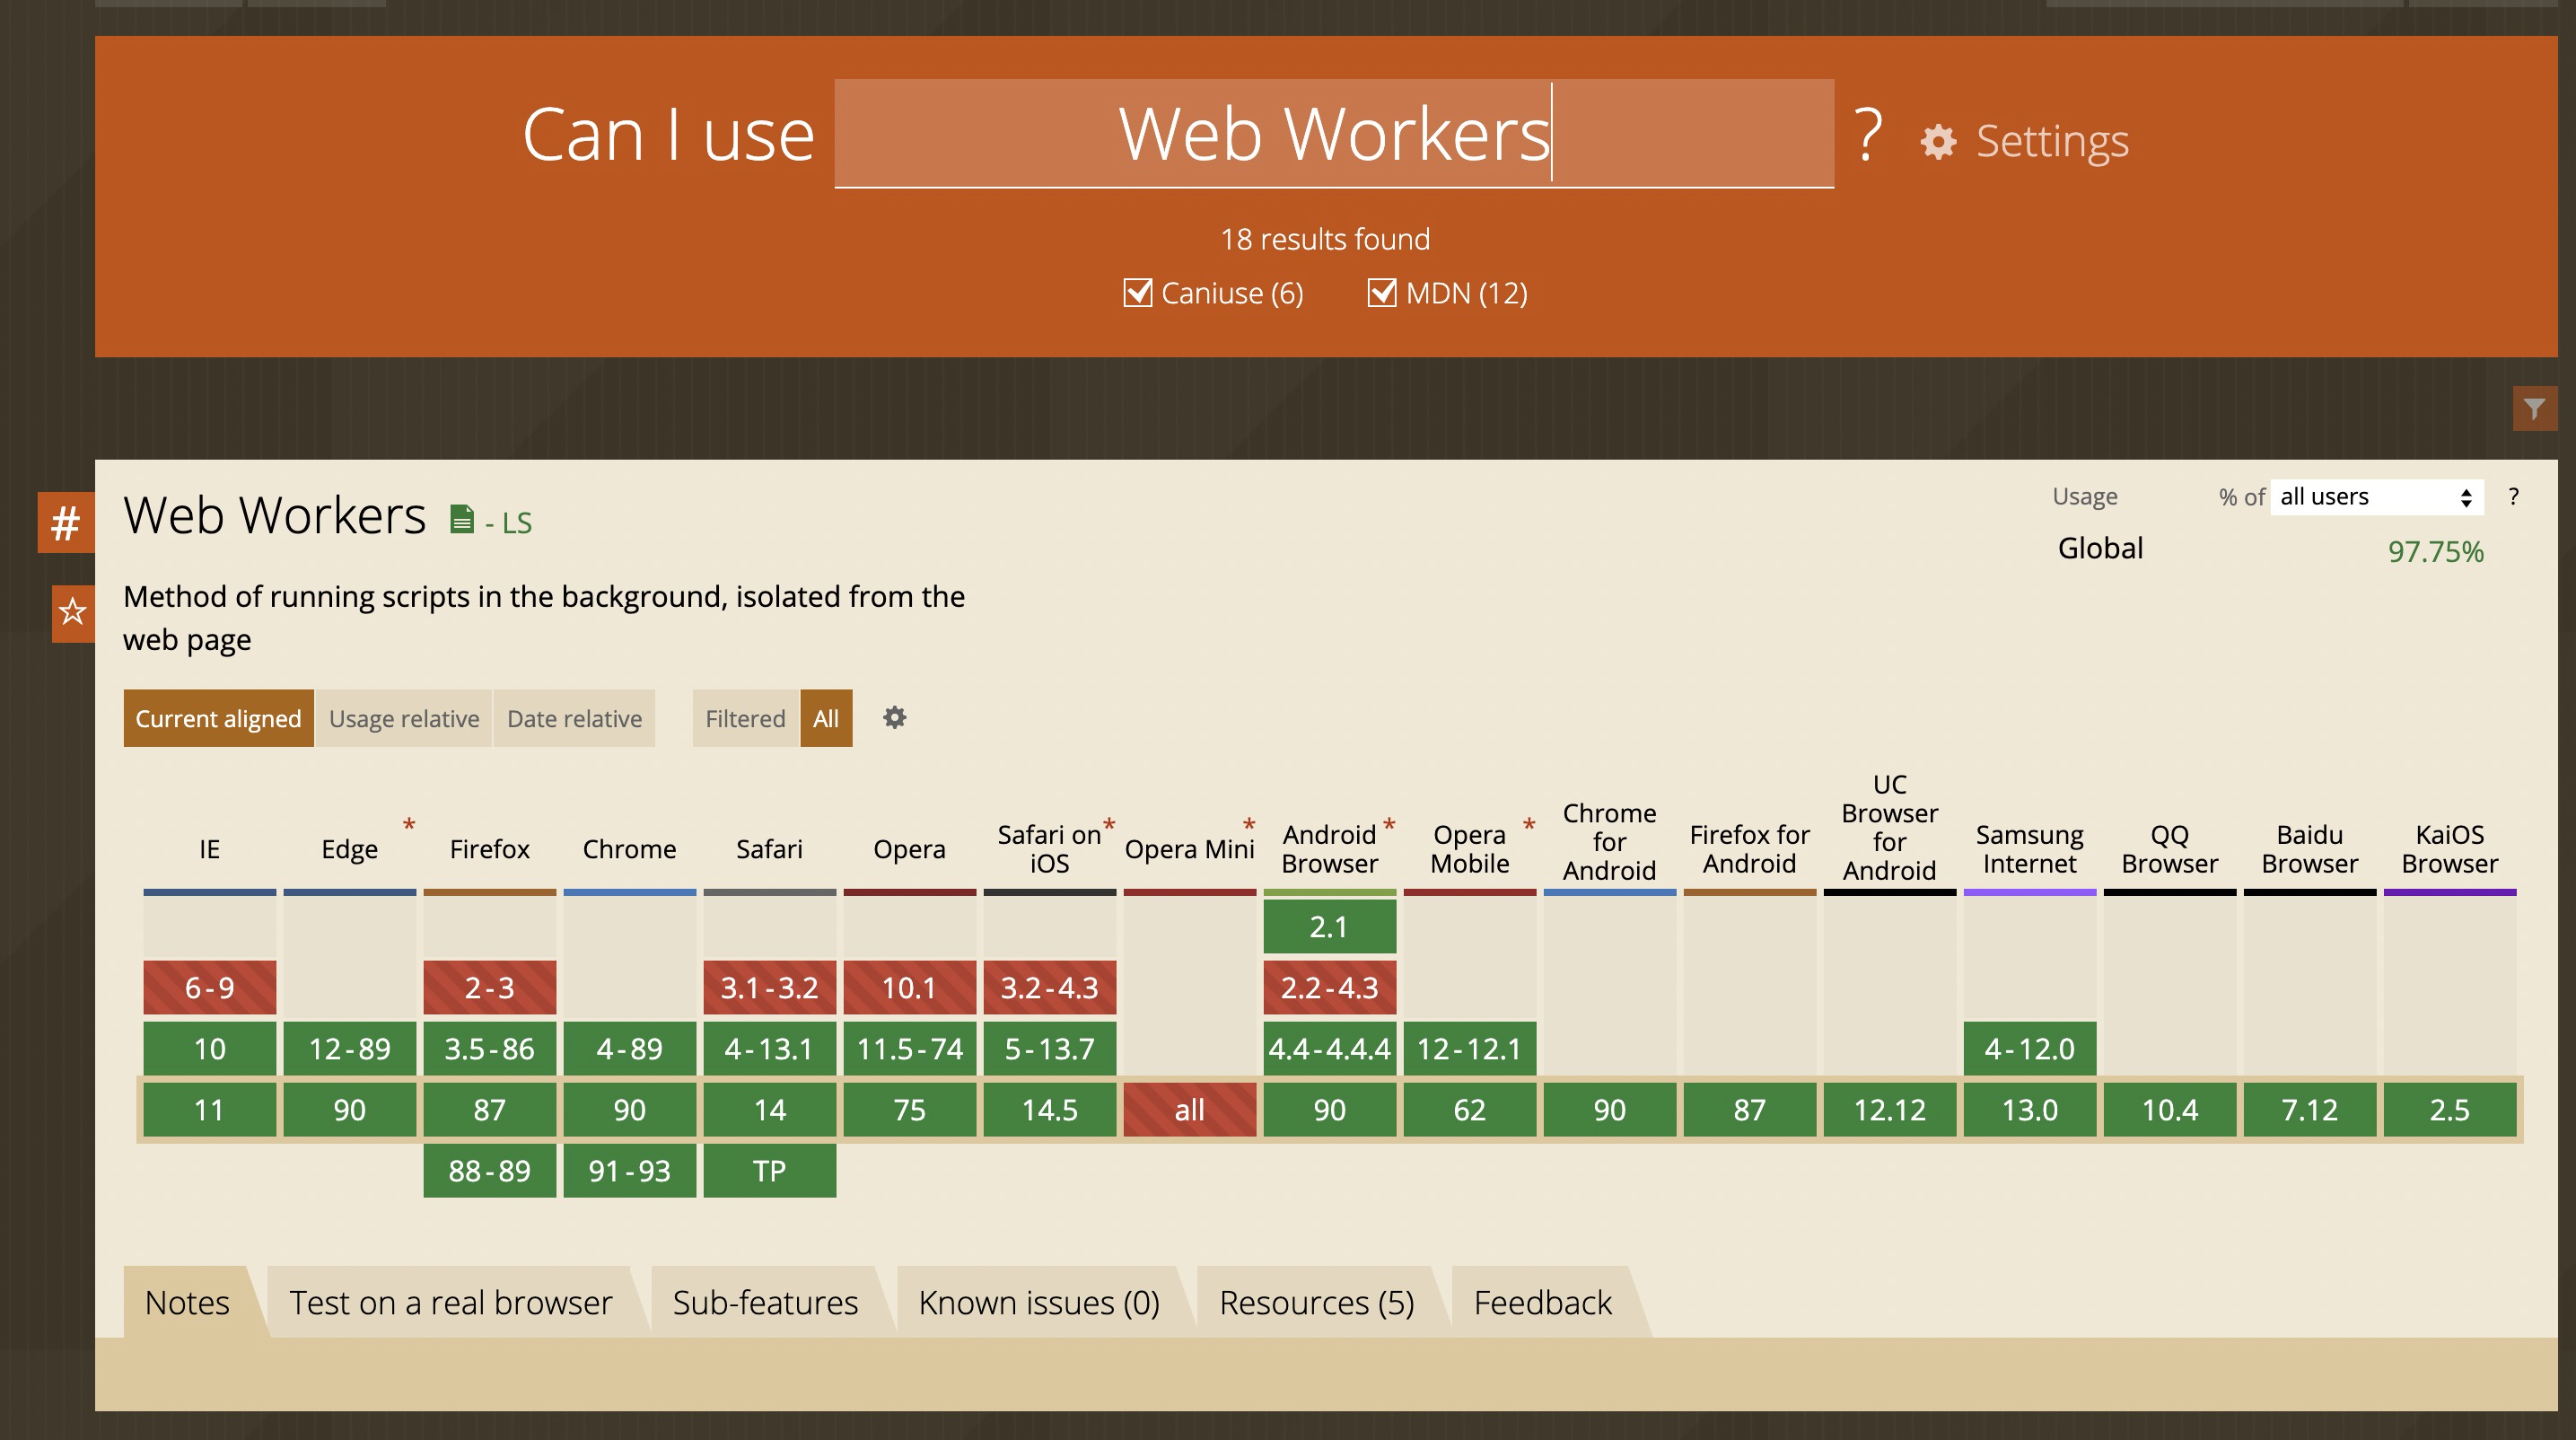 Can I use Web Workers ? Settings
18 results found
Caniuse (6) MDN (12)
# Web Workers - LS
Usage % of all users ?
Global 97.75%
Method of running scripts in the background, isolated from the
web page
Current aligned Usage relative Date relative Filtered All
IE
Edge *
Firefox
Chrome
Safari
Opera
Safari on *
iOS
Opera Mini *
Android *
Browser
Opera *
Mobile
Chrome
for
Android
Firefox for
Android
UC
Browser
for
Android
Samsung
Internet
QQ
Browser
Baidu
Browser
KaiOS
Browser
2.1
6-9 2-3 3.1-3.2 10.1 3.2-4.3 2.2-4.3
10 12-89 3.5-86 4-89 4-13.1 11.5-74 5-13.7 4.4-4.4.4 12-12.1 4-12.0
11 90 87 90 14 75 14.5 all 90 62 90 87 12.12 13.0 10.4 7.12 2.5
88-89 91-93 TP
Notes Test on a real browser Sub-features Known issues (0) Resources (5) Feedback